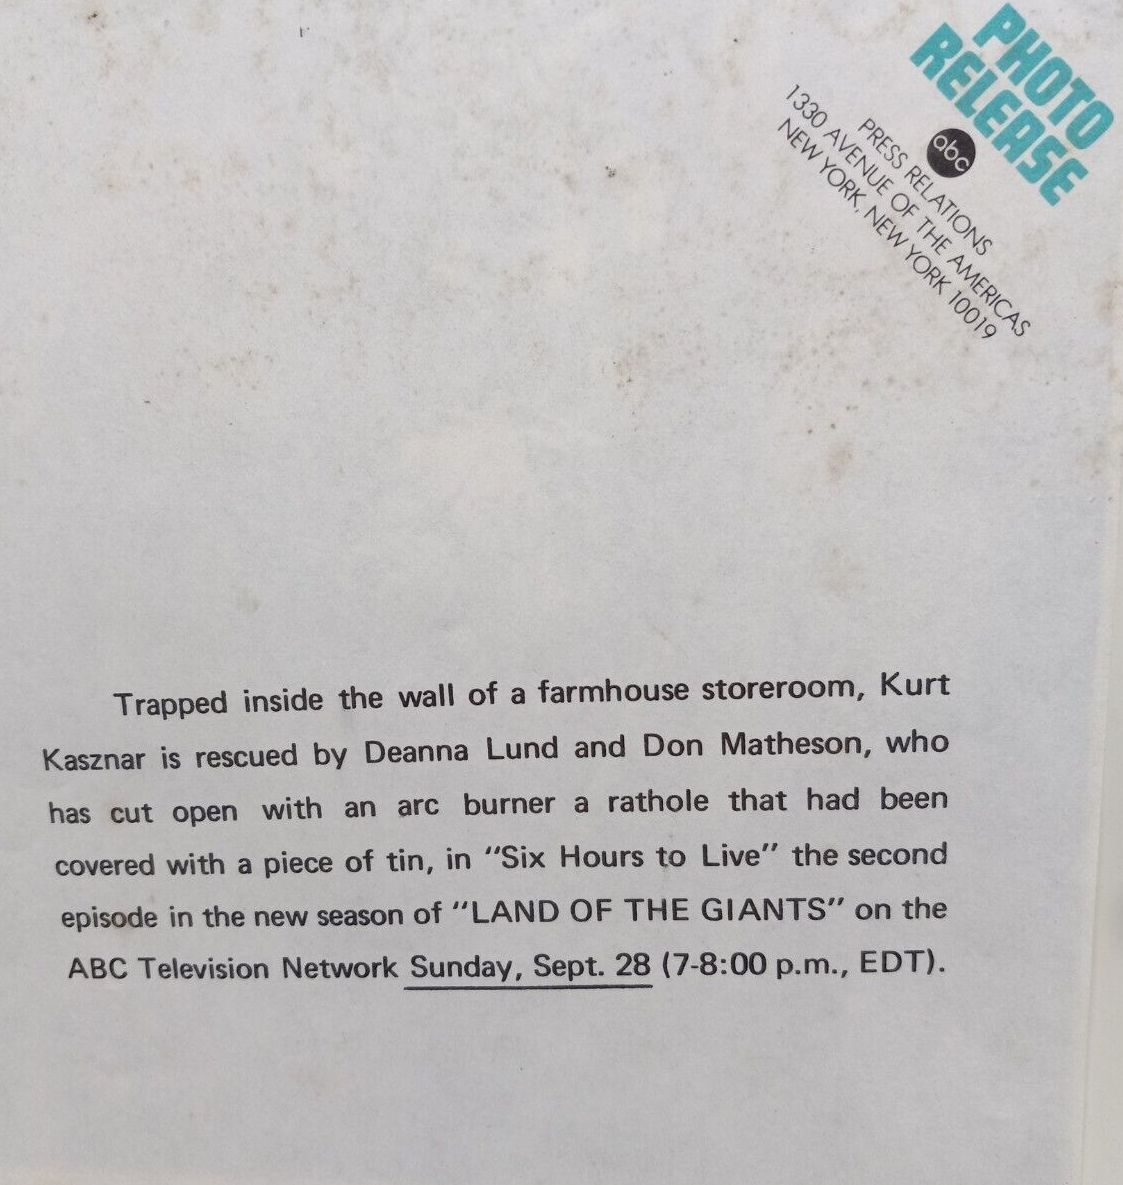 PHOTO
RELEASE
abc
PRESS RELATIONS
1330 AVENUE OF THE AMERICAS
NEW YORK, NEW YORK 10019
Trapped inside the wall of a farmhouse storeroom, Kurt
Kasznar is rescued by Deanna Lund and Don Matheson, who
has cut open with an arc burner a rathole that had been
covered with a piece of tin, in "Six Hours to Live" the second
episode in the new season of "LAND OF THE GIANTS" on the
ABC Television Network Sunday, Sept. 28 (7-8:00 p.m., EDT).